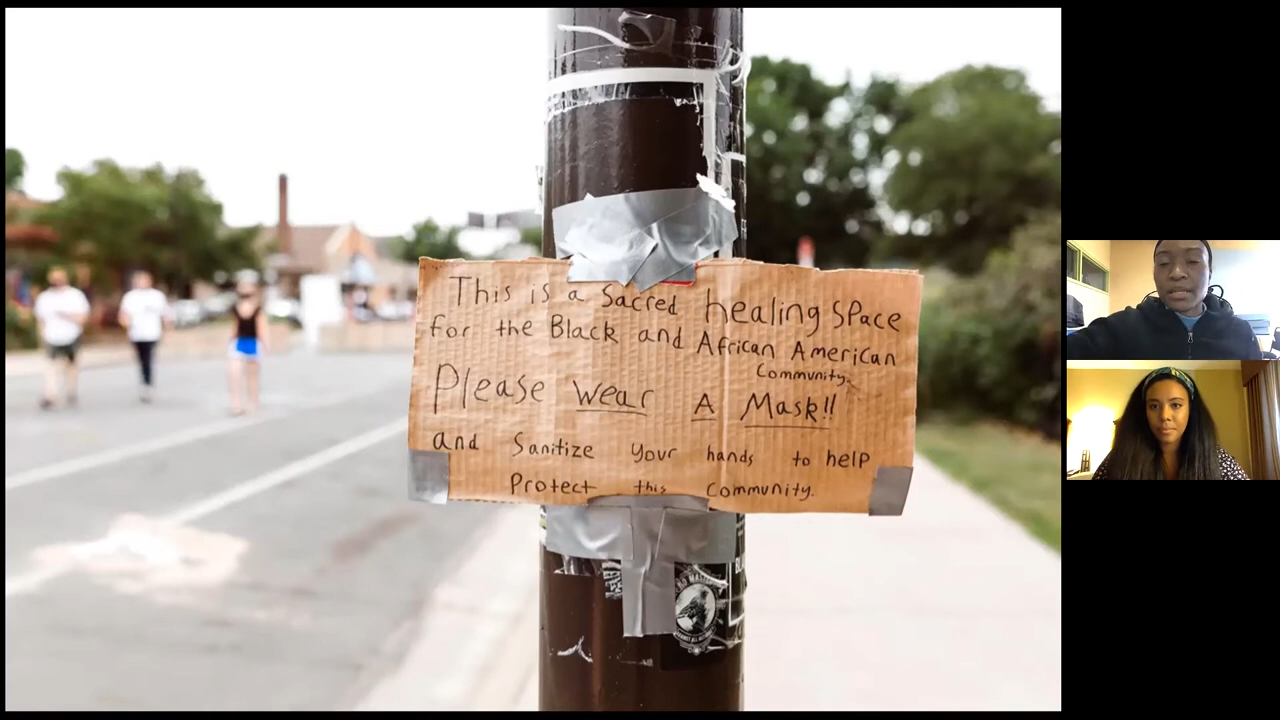 This is a Sacred healing Space
for the Black and African American
Community.
Please wear A Mask!!
and Sanitize your hands to help
Protect this Community.